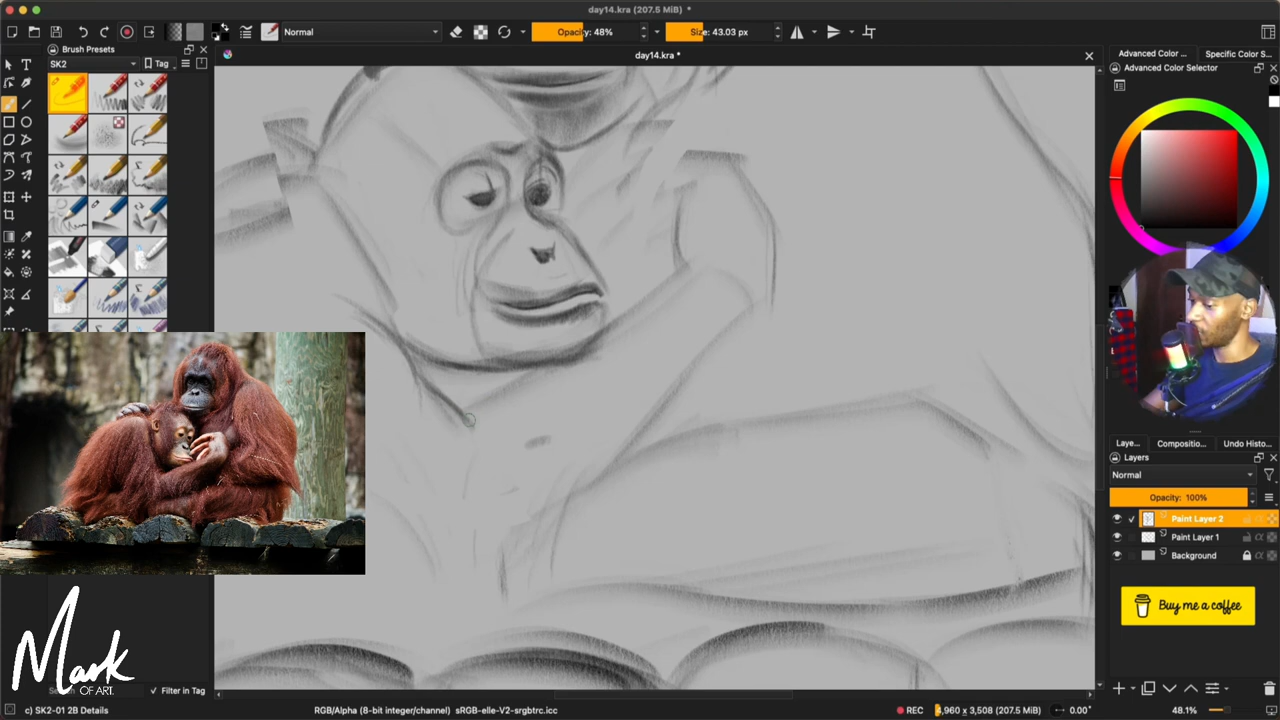 day14.kra (207.5 MiB) *
Normal
Opacity: 48%
Size: 43.03 px
Brush Presets
day14.kra *
Advanced Color ...
Specific Color S...
SK2
Tag
Advanced Color Selector
Laye...
Compositio...
Undo Histo...
Layers
Normal
Opacity: 100%
Paint Layer 2
Paint Layer 1
Background
Buy me a coffee
Mark
OF ART.
Filter in Tag
c) SK2-01 2B Details
RGB/Alpha (8-bit integer/channel) sRGB-elle-V2-srgbtrc.icc
REC
4,960 x 3,508 (207.5 MiB)
0.00°
48.1%